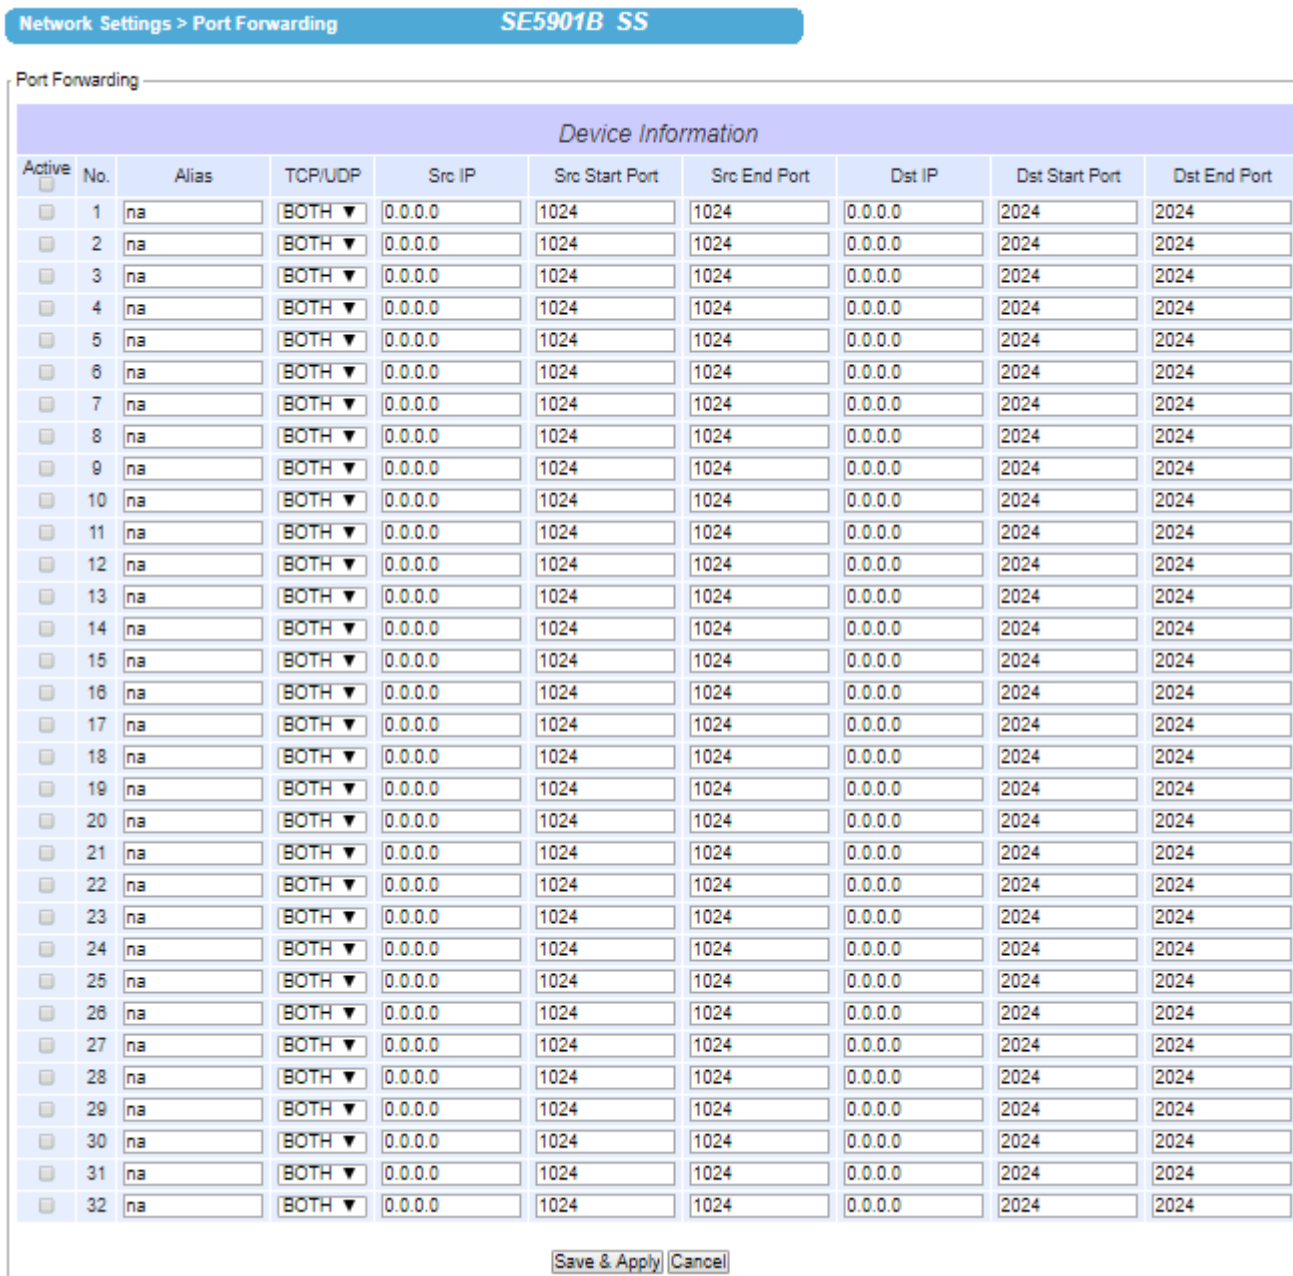 Network Settings > Port Forwarding SE5901B SS
Port Forwarding
Device Information
Active No. Alias TCP/UDP Src IP Src Start Port Src End Port Dst IP Dst Start Port Dst End Port
1 na BOTH ▼ 0.0.0.0 1024 1024 0.0.0.0 2024 2024
2 na BOTH ▼ 0.0.0.0 1024 1024 0.0.0.0 2024 2024
3 na BOTH ▼ 0.0.0.0 1024 1024 0.0.0.0 2024 2024
4 na BOTH ▼ 0.0.0.0 1024 1024 0.0.0.0 2024 2024
5 na BOTH ▼ 0.0.0.0 1024 1024 0.0.0.0 2024 2024
6 na BOTH ▼ 0.0.0.0 1024 1024 0.0.0.0 2024 2024
7 na BOTH ▼ 0.0.0.0 1024 1024 0.0.0.0 2024 2024
8 na BOTH ▼ 0.0.0.0 1024 1024 0.0.0.0 2024 2024
9 na BOTH ▼ 0.0.0.0 1024 1024 0.0.0.0 2024 2024
10 na BOTH ▼ 0.0.0.0 1024 1024 0.0.0.0 2024 2024
11 na BOTH ▼ 0.0.0.0 1024 1024 0.0.0.0 2024 2024
12 na BOTH ▼ 0.0.0.0 1024 1024 0.0.0.0 2024 2024
13 na BOTH ▼ 0.0.0.0 1024 1024 0.0.0.0 2024 2024
14 na BOTH ▼ 0.0.0.0 1024 1024 0.0.0.0 2024 2024
15 na BOTH ▼ 0.0.0.0 1024 1024 0.0.0.0 2024 2024
16 na BOTH ▼ 0.0.0.0 1024 1024 0.0.0.0 2024 2024
17 na BOTH ▼ 0.0.0.0 1024 1024 0.0.0.0 2024 2024
18 na BOTH ▼ 0.0.0.0 1024 1024 0.0.0.0 2024 2024
19 na BOTH ▼ 0.0.0.0 1024 1024 0.0.0.0 2024 2024
20 na BOTH ▼ 0.0.0.0 1024 1024 0.0.0.0 2024 2024
21 na BOTH ▼ 0.0.0.0 1024 1024 0.0.0.0 2024 2024
22 na BOTH ▼ 0.0.0.0 1024 1024 0.0.0.0 2024 2024
23 na BOTH ▼ 0.0.0.0 1024 1024 0.0.0.0 2024 2024
24 na BOTH ▼ 0.0.0.0 1024 1024 0.0.0.0 2024 2024
25 na BOTH ▼ 0.0.0.0 1024 1024 0.0.0.0 2024 2024
26 na BOTH ▼ 0.0.0.0 1024 1024 0.0.0.0 2024 2024
27 na BOTH ▼ 0.0.0.0 1024 1024 0.0.0.0 2024 2024
28 na BOTH ▼ 0.0.0.0 1024 1024 0.0.0.0 2024 2024
29 na BOTH ▼ 0.0.0.0 1024 1024 0.0.0.0 2024 2024
30 na BOTH ▼ 0.0.0.0 1024 1024 0.0.0.0 2024 2024
31 na BOTH ▼ 0.0.0.0 1024 1024 0.0.0.0 2024 2024
32 na BOTH ▼ 0.0.0.0 1024 1024 0.0.0.0 2024 2024
Save & Apply Cancel